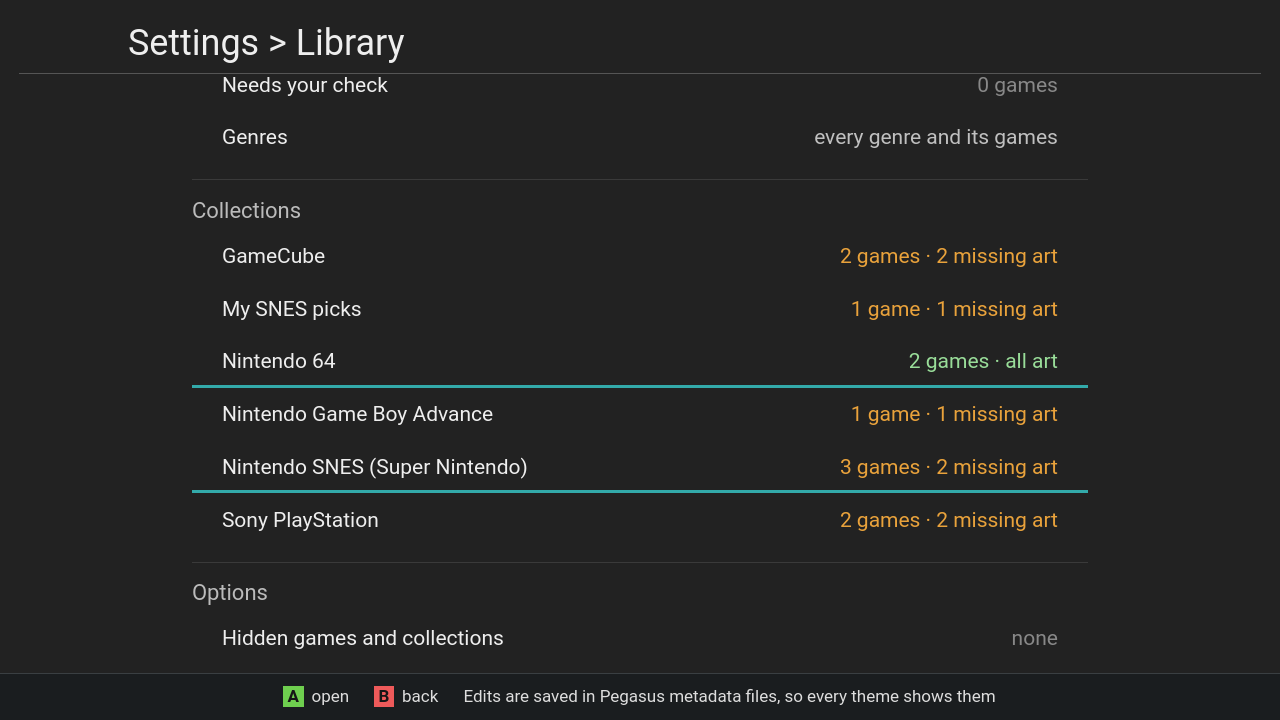 Settings > Library
Needs your check 0 games
Genres every genre and its games
Collections
GameCube 2 games · 2 missing art
My SNES picks 1 game · 1 missing art
Nintendo 64 2 games · all art
Nintendo Game Boy Advance 1 game · 1 missing art
Nintendo SNES (Super Nintendo) 3 games · 2 missing art
Sony PlayStation 2 games · 2 missing art
Options
Hidden games and collections none
A open B back Edits are saved in Pegasus metadata files, so every theme shows them